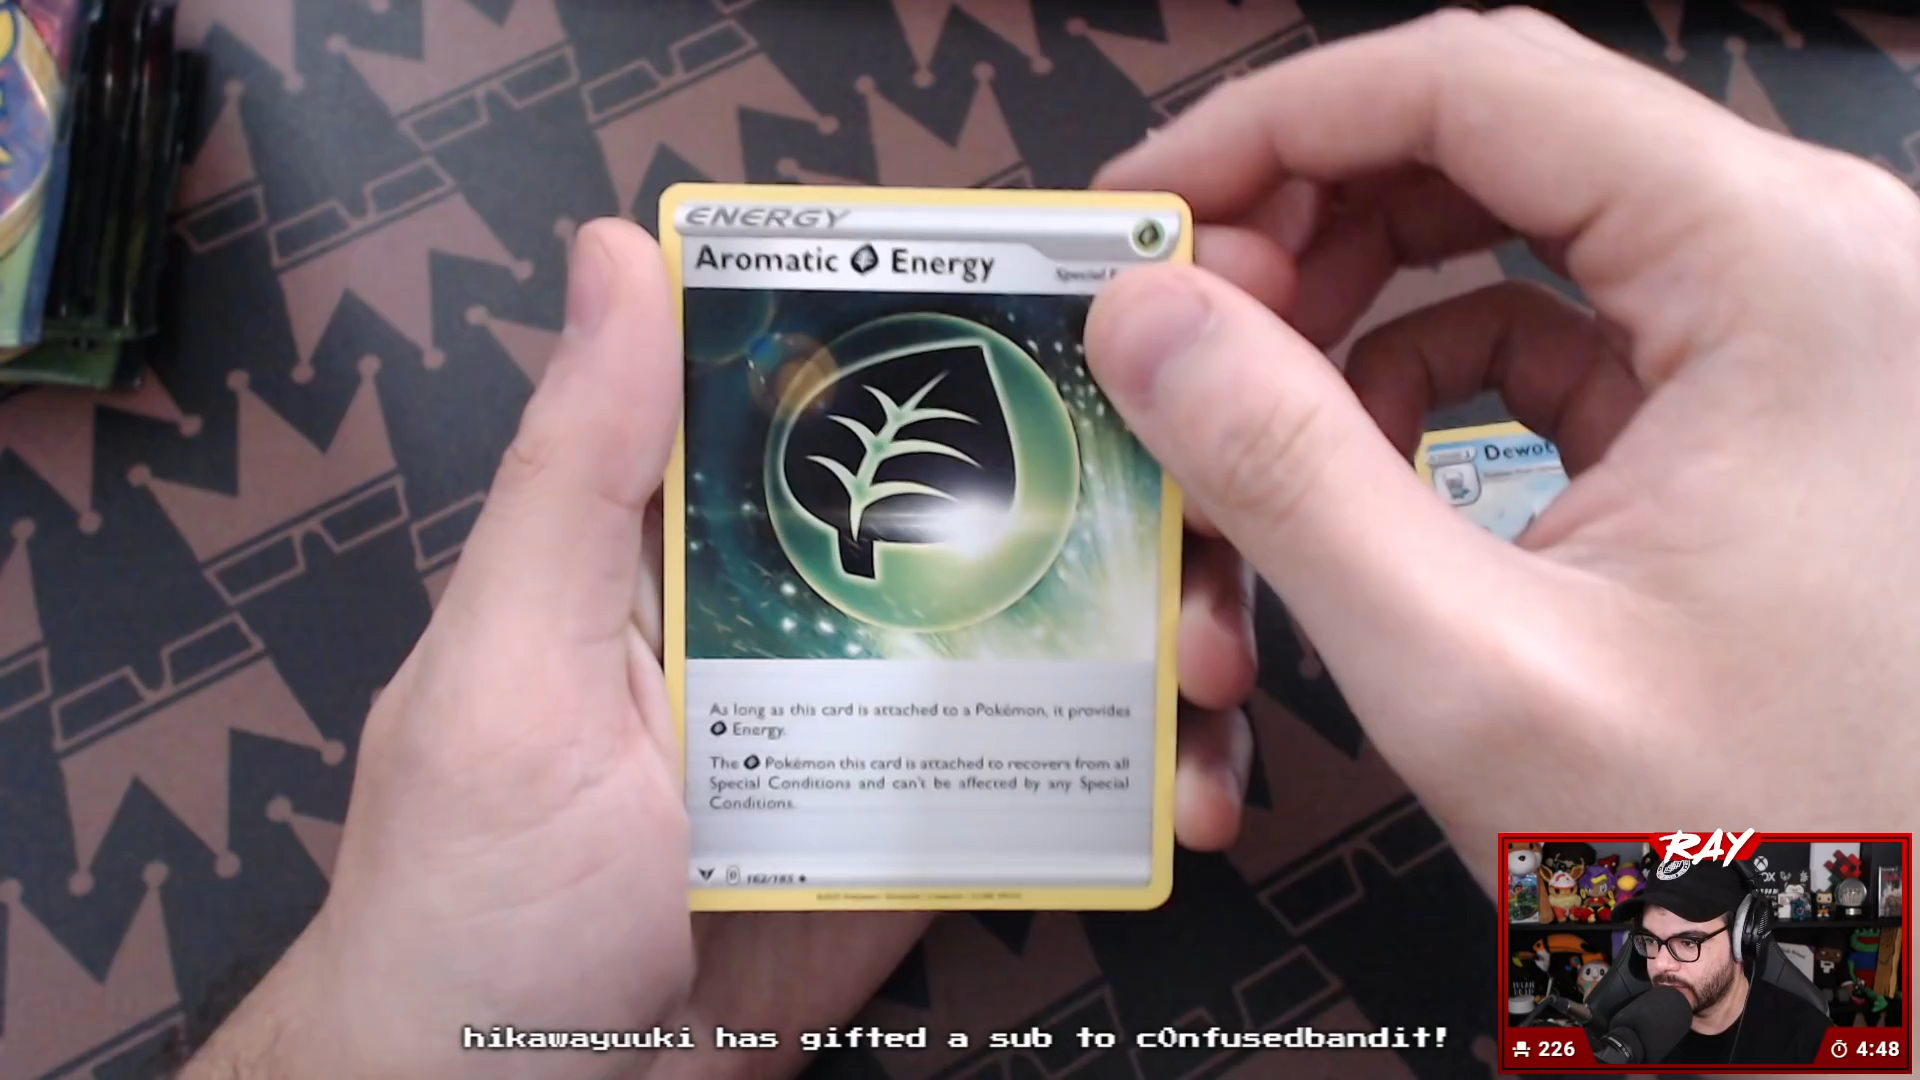 ENERGY
Aromatic Energy
Special
As long as this card is attached to a Pokémon, it provides
Energy.
The Pokémon this card is attached to recovers from all
Special Conditions and can't be affected by any Special
Conditions.
D 162/185
Dewot
RAY
hikawayuuki has gifted a sub to c0nfusedbandit!
226
4:48